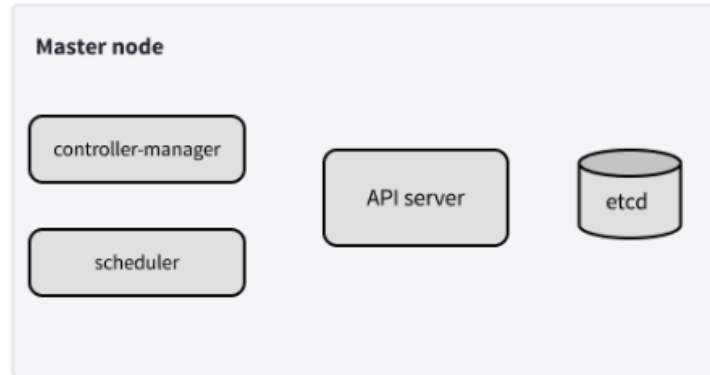 Master node
controller-manager
scheduler
API server
etcd